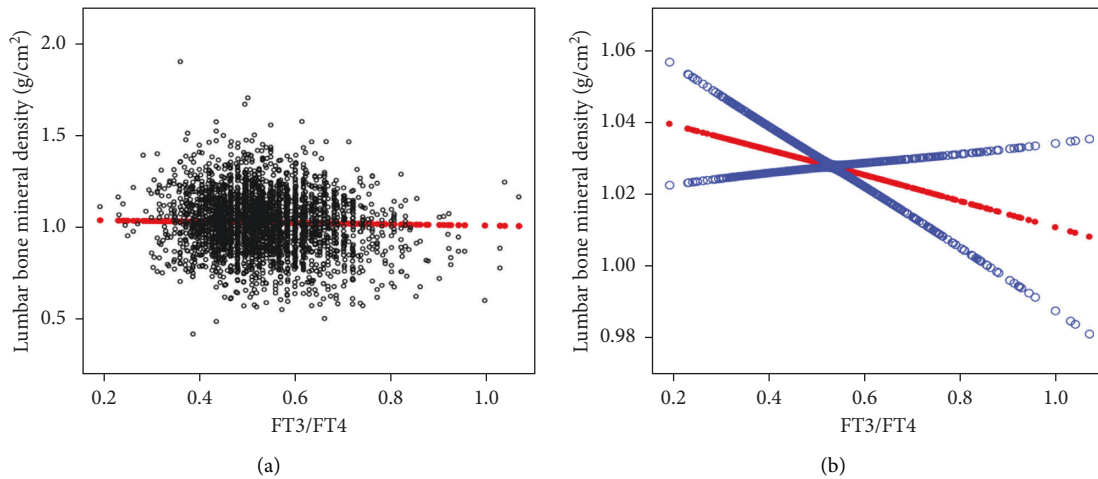 Lumbar bone mineral density (g/cm²)
2.0
1.5
1.0
0.5
0.2 0.4 0.6 0.8 1.0
FT3/FT4
(a)
Lumbar bone mineral density (g/cm²)
1.06
1.04
1.02
1.00
0.98
0.2 0.4 0.6 0.8 1.0
FT3/FT4
(b)